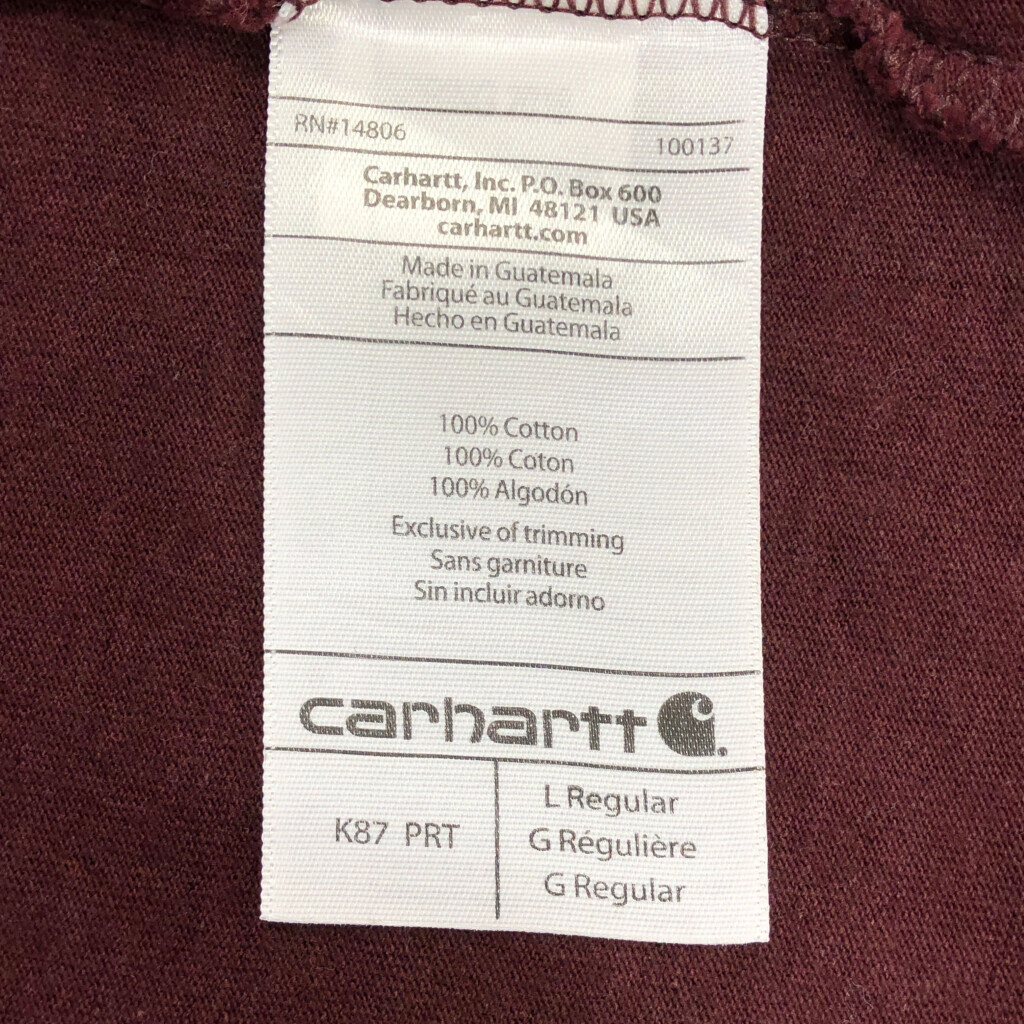 RN#14806
100137
Carhartt, Inc. P.O. Box 600
Dearborn, MI 48121 USA
carhartt.com
Made in Guatemala
Fabriqué au Guatemala
Hecho en Guatemala
100% Cotton
100% Coton
100% Algodón
Exclusive of trimming
Sans garniture
Sin incluir adorno
carhartt
K87 PRT
L Regular
G Régulière
G Regular